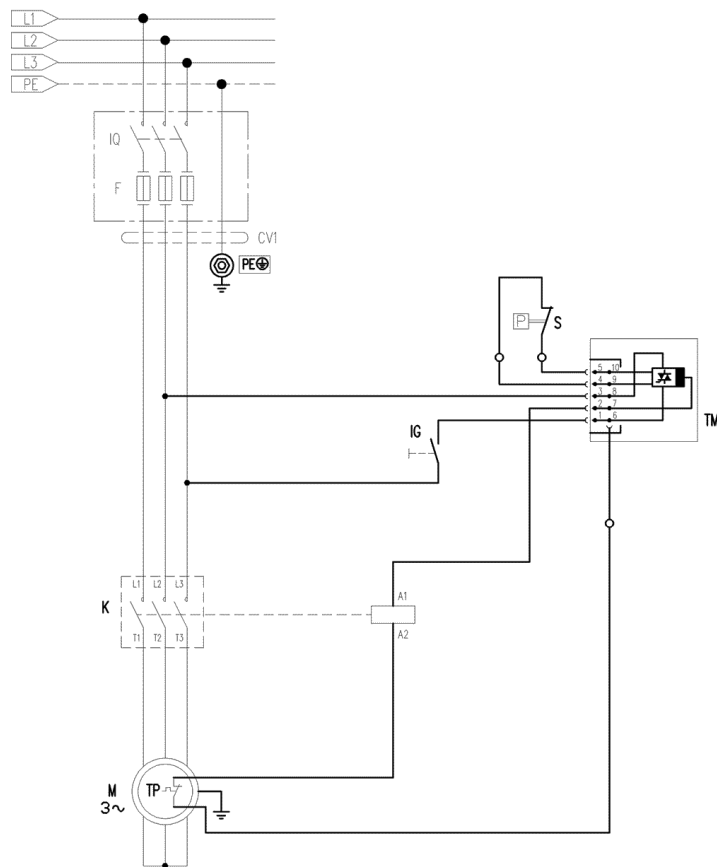 L1
L2
L3
PE
IQ
F
CV1
PE
P
S
5 10
4 9
3 8
2 7
1 6
TM
IG
L1 L2 L3
K
T1 T2 T3
A1
A2
M
3~
TP